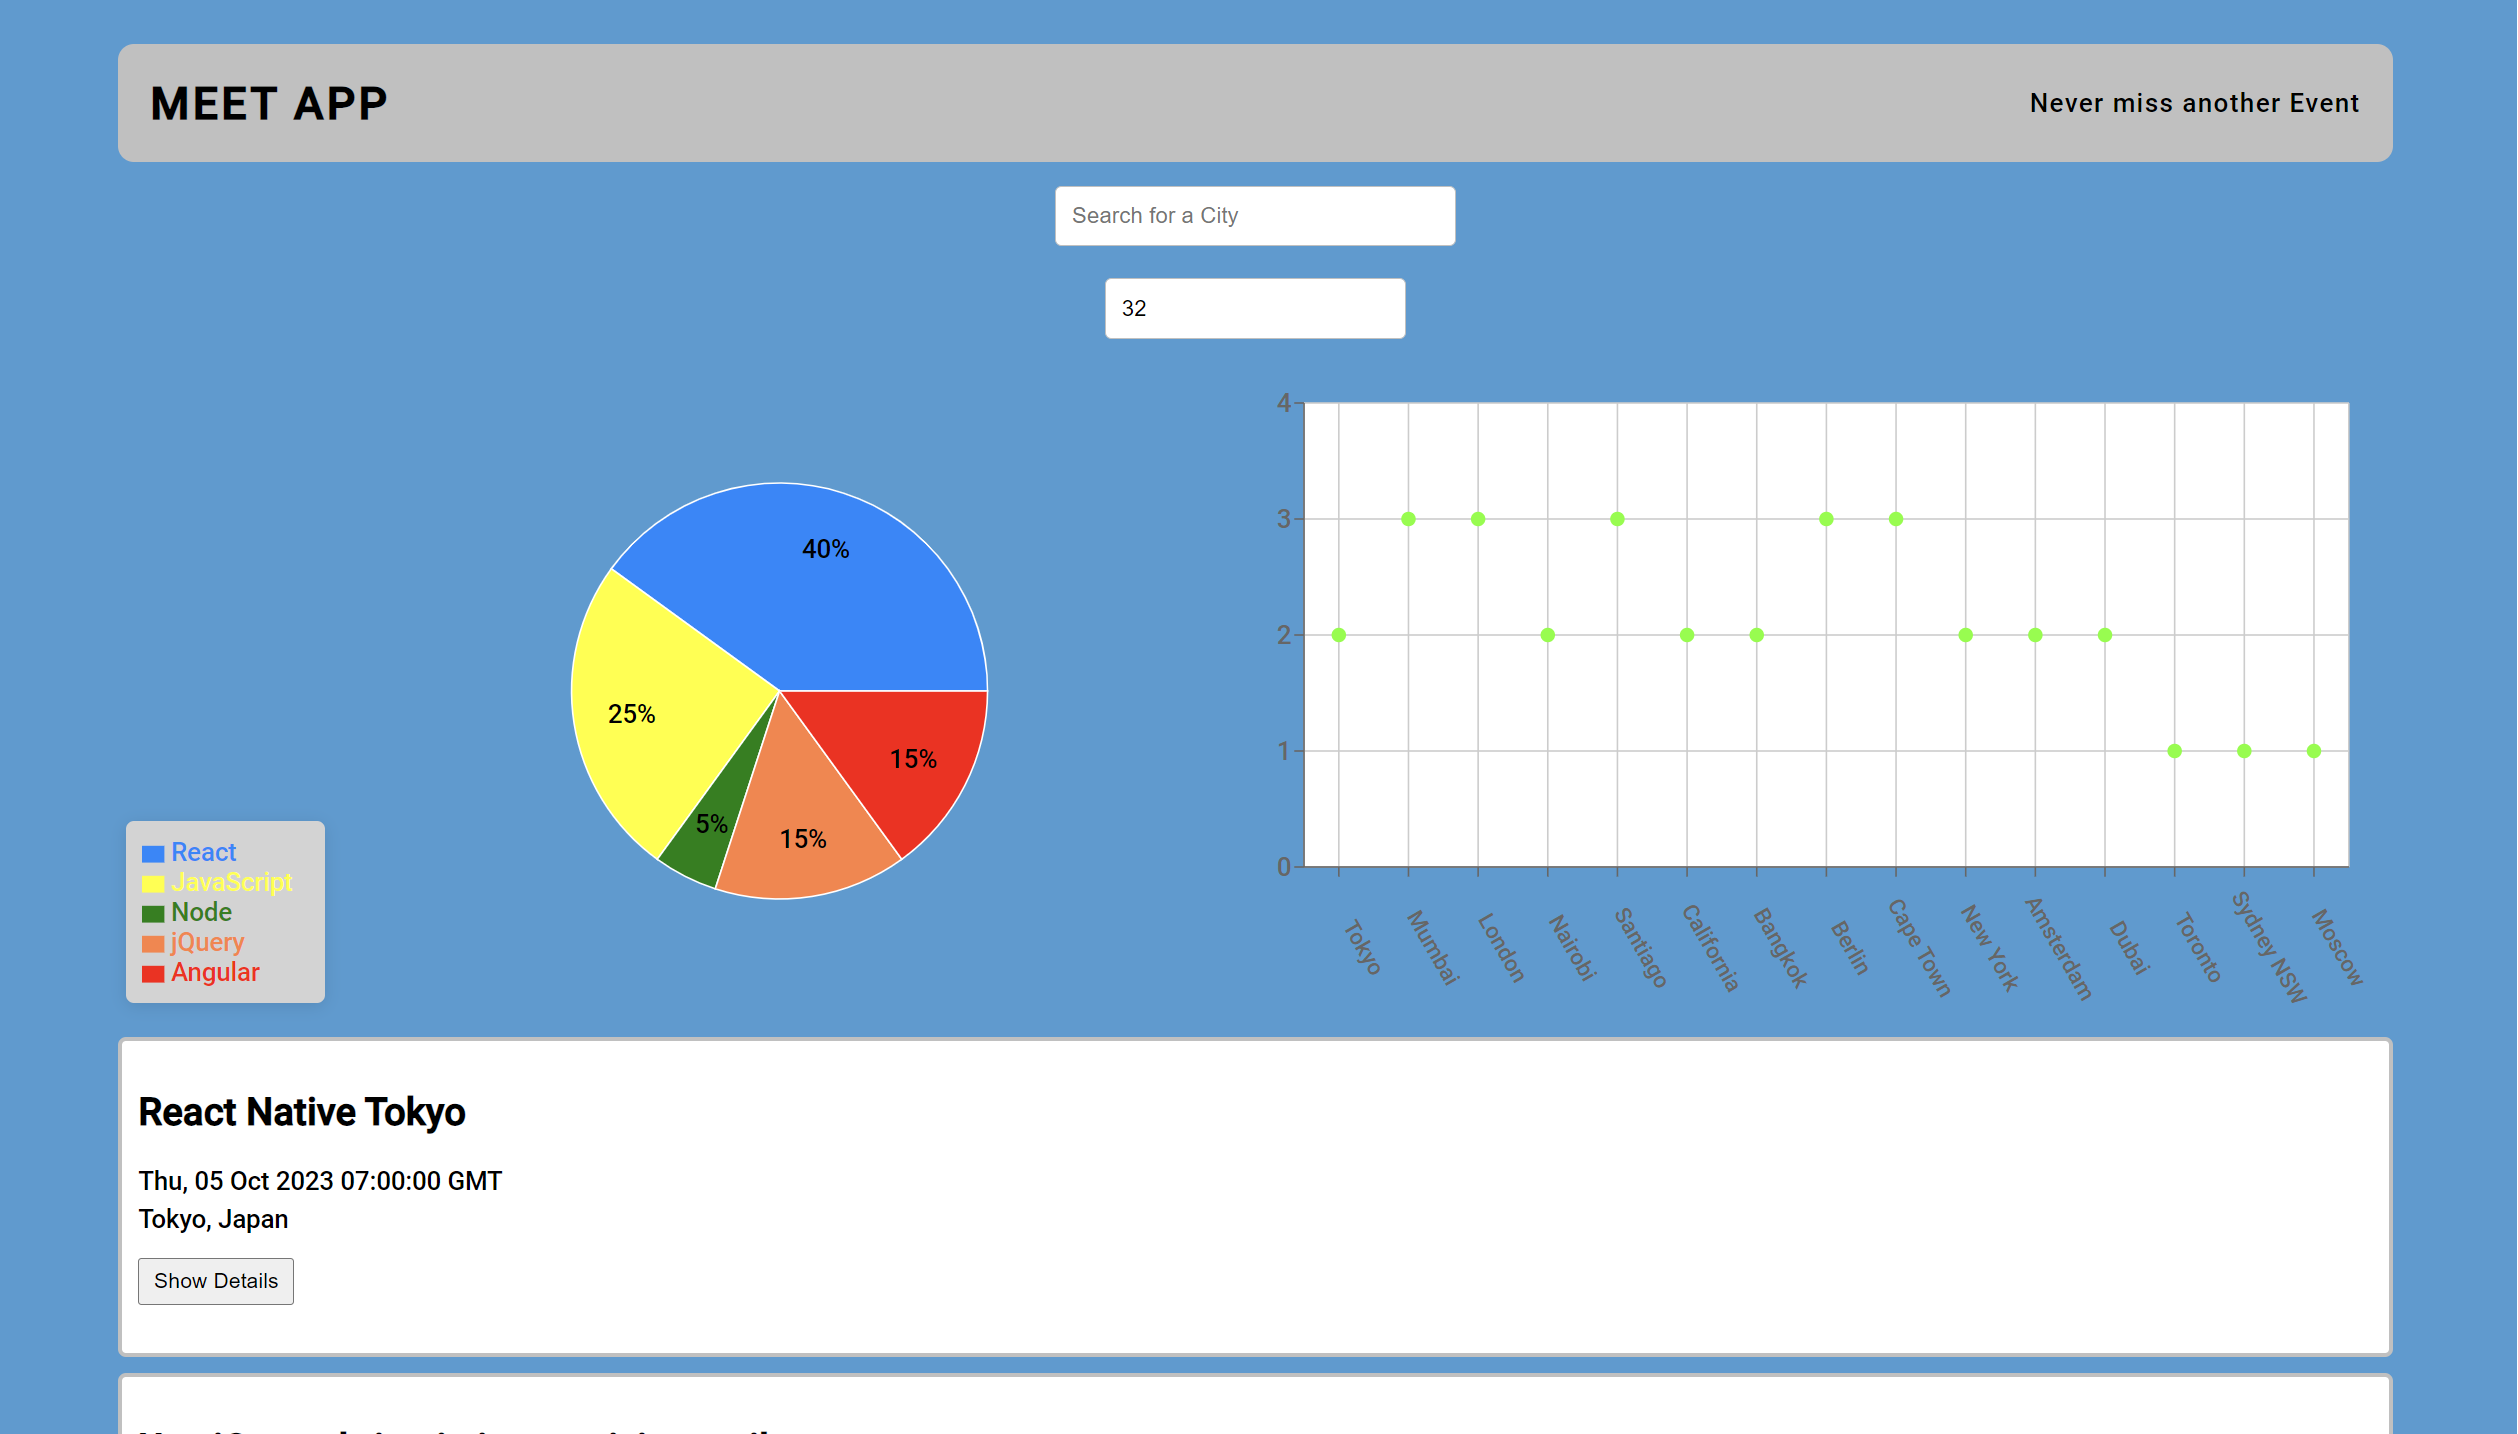 MEET APP
Never miss another Event
Search for a City
32
40%
25%
15%
5%
15%
React
JavaScript
Node
jQuery
Angular
4
3
2
1
0
Tokyo
Mumbai
London
Nairobi
Santiago
California
Bangkok
Berlin
Cape Town
New York
Amsterdam
Dubai
Toronto
Sydney NSW
Moscow
React Native Tokyo
Thu, 05 Oct 2023 07:00:00 GMT
Tokyo, Japan
Show Details